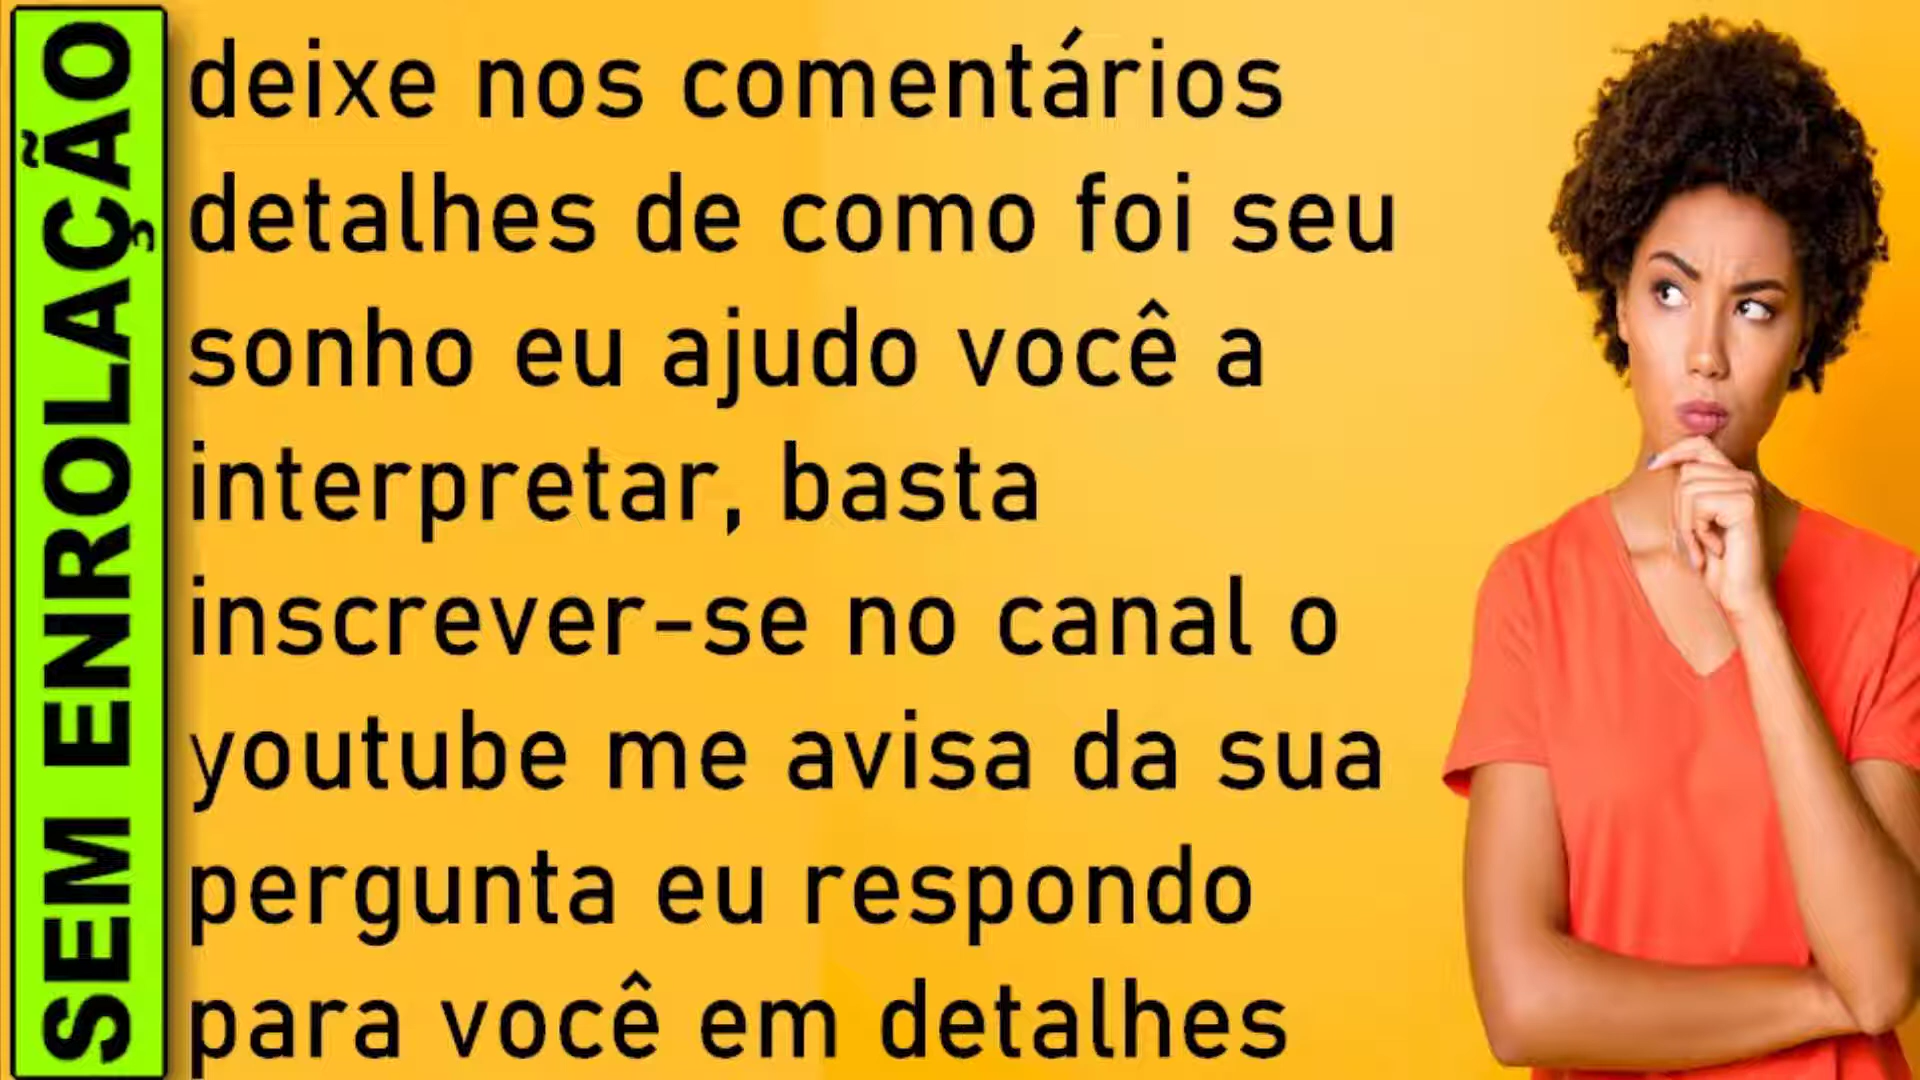 SEM ENROLAÇÃO
deixe nos comentários
detalhes de como foi seu
sonho eu ajudo você a
interpretar, basta
inscrever-se no canal o
youtube me avisa da sua
pergunta eu respondo
para você em detalhes